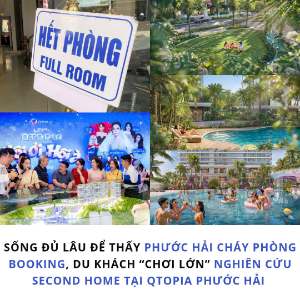 HẾT PHÒNG
FULL ROOM
SỐNG ĐỦ LÂU ĐỂ THẤY PHƯỚC HẢI CHÁY PHÒNG
BOOKING, DU KHÁCH “CHƠI LỚN” NGHIÊN CỨU
SECOND HOME TẠI QTOPIA PHƯỚC HẢI